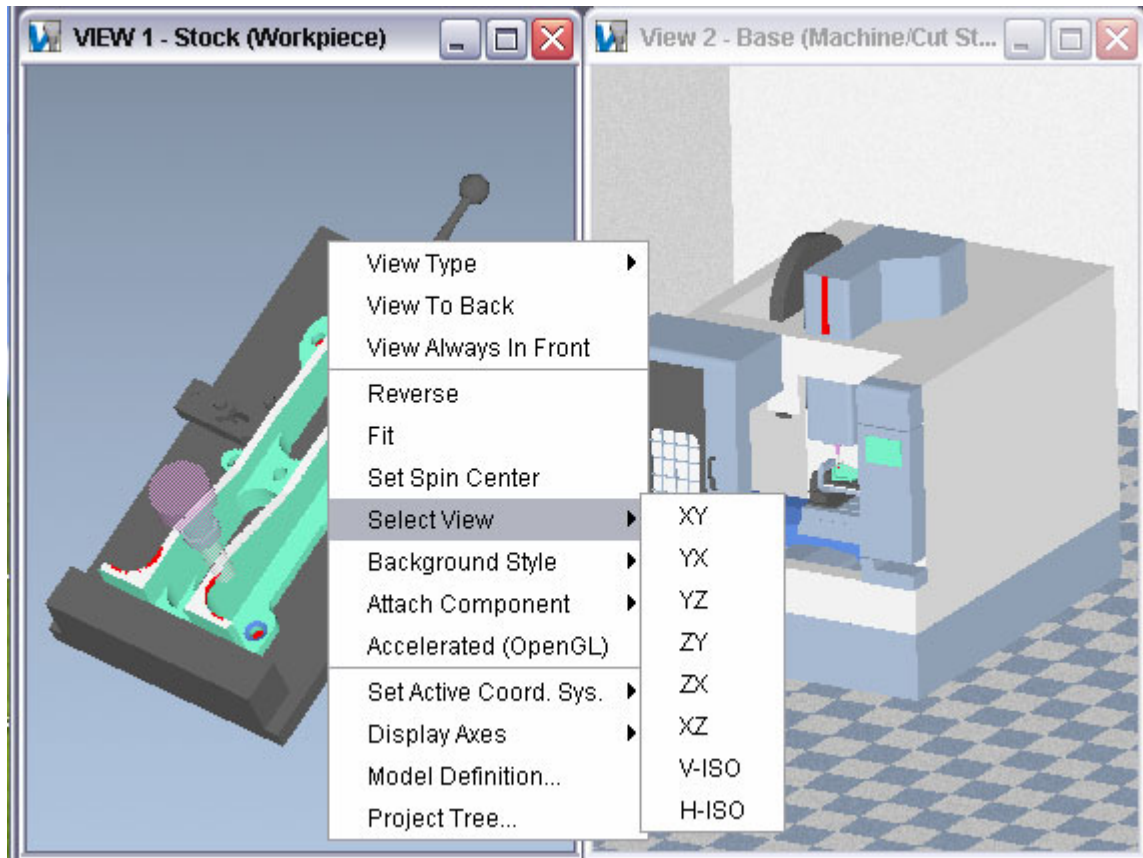 VIEW 1 - Stock (Workpiece)
View 2 - Base (Machine/Cut St...
View Type
View To Back
View Always In Front
Reverse
Fit
Set Spin Center
Select View
Background Style
Attach Component
Accelerated (OpenGL)
Set Active Coord. Sys.
Display Axes
Model Definition...
Project Tree...
XY
YX
YZ
ZY
ZX
XZ
V-ISO
H-ISO